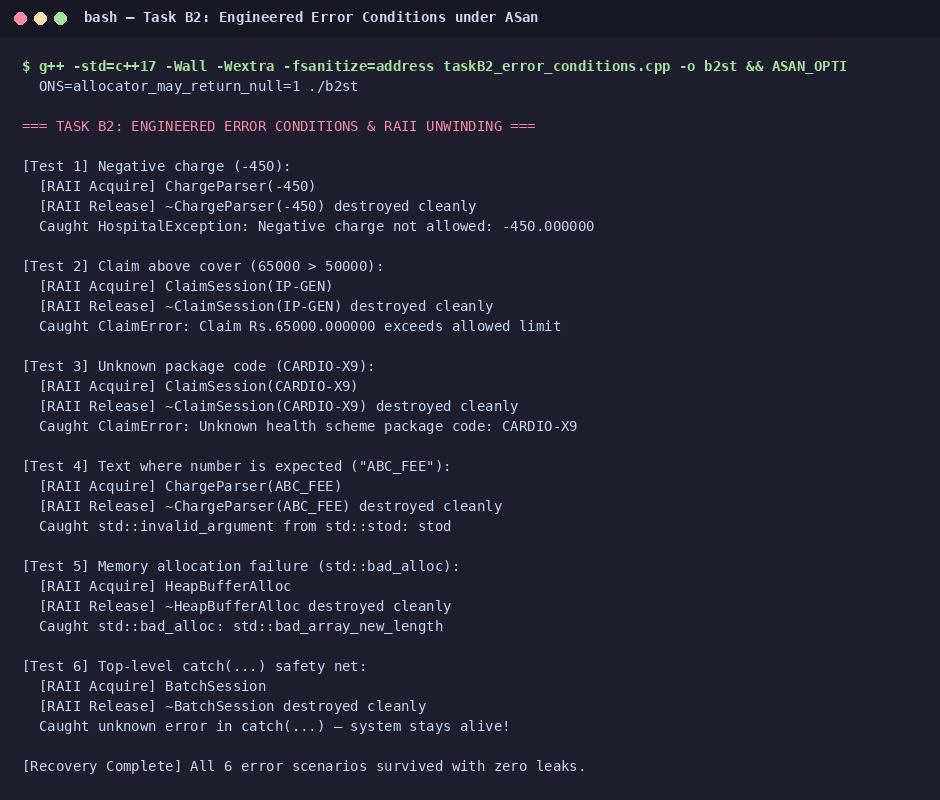 bash — Task B2: Engineered Error Conditions under ASan
$ g++ -std=c++17 -Wall -Wextra -fsanitize=address taskB2_error_conditions.cpp -o b2st && ASAN_OPTI
ONS=allocator_may_return_null=1 ./b2st
=== TASK B2: ENGINEERED ERROR CONDITIONS & RAII UNWINDING ===
[Test 1] Negative charge (-450):
[RAII Acquire] ChargeParser(-450)
[RAII Release] ~ChargeParser(-450) destroyed cleanly
Caught HospitalException: Negative charge not allowed: -450.000000
[Test 2] Claim above cover (65000 > 50000):
[RAII Acquire] ClaimSession(IP-GEN)
[RAII Release] ~ClaimSession(IP-GEN) destroyed cleanly
Caught ClaimError: Claim Rs.65000.000000 exceeds allowed limit
[Test 3] Unknown package code (CARDIO-X9):
[RAII Acquire] ClaimSession(CARDIO-X9)
[RAII Release] ~ClaimSession(CARDIO-X9) destroyed cleanly
Caught ClaimError: Unknown health scheme package code: CARDIO-X9
[Test 4] Text where number is expected ("ABC_FEE"):
[RAII Acquire] ChargeParser(ABC_FEE)
[RAII Release] ~ChargeParser(ABC_FEE) destroyed cleanly
Caught std::invalid_argument from std::stod: stod
[Test 5] Memory allocation failure (std::bad_alloc):
[RAII Acquire] HeapBufferAlloc
[RAII Release] ~HeapBufferAlloc destroyed cleanly
Caught std::bad_alloc: std::bad_array_new_length
[Test 6] Top-level catch(...) safety net:
[RAII Acquire] BatchSession
[RAII Release] ~BatchSession destroyed cleanly
Caught unknown error in catch(...) — system stays alive!
[Recovery Complete] All 6 error scenarios survived with zero leaks.